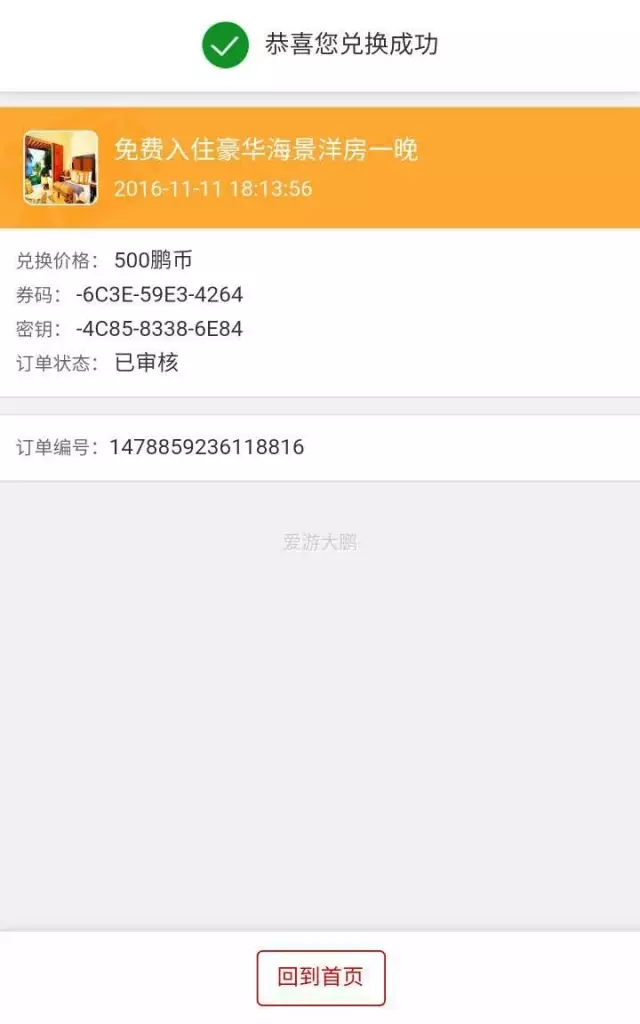 恭喜您兑换成功
免费入住豪华海景洋房一晚
2016-11-11 18:13:56
兑换价格： 500鹏币
券码： -6C3E-59E3-4264
密钥： -4C85-8338-6E84
订单状态： 已审核
订单编号：1478859236118816
爱游大鹏
回到首页